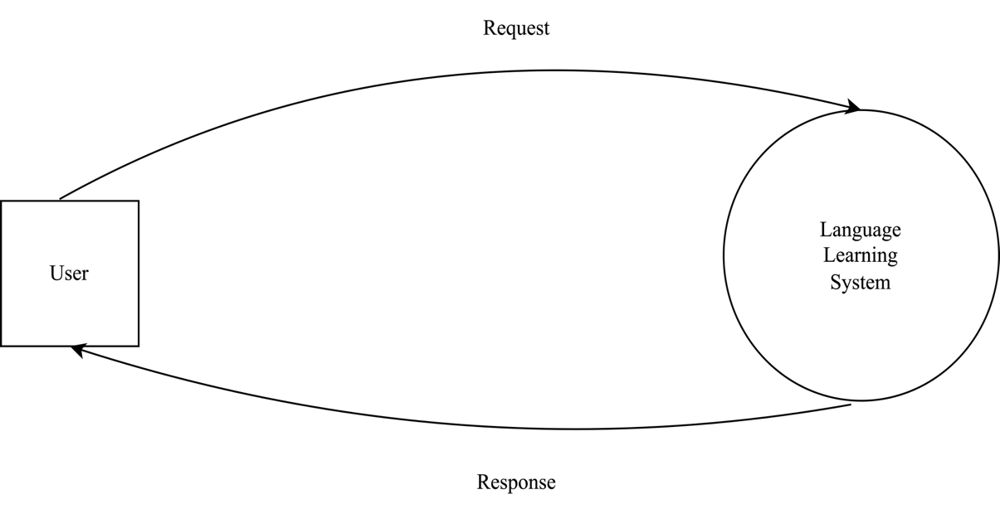 Request
User
Language
Learning
System
Response